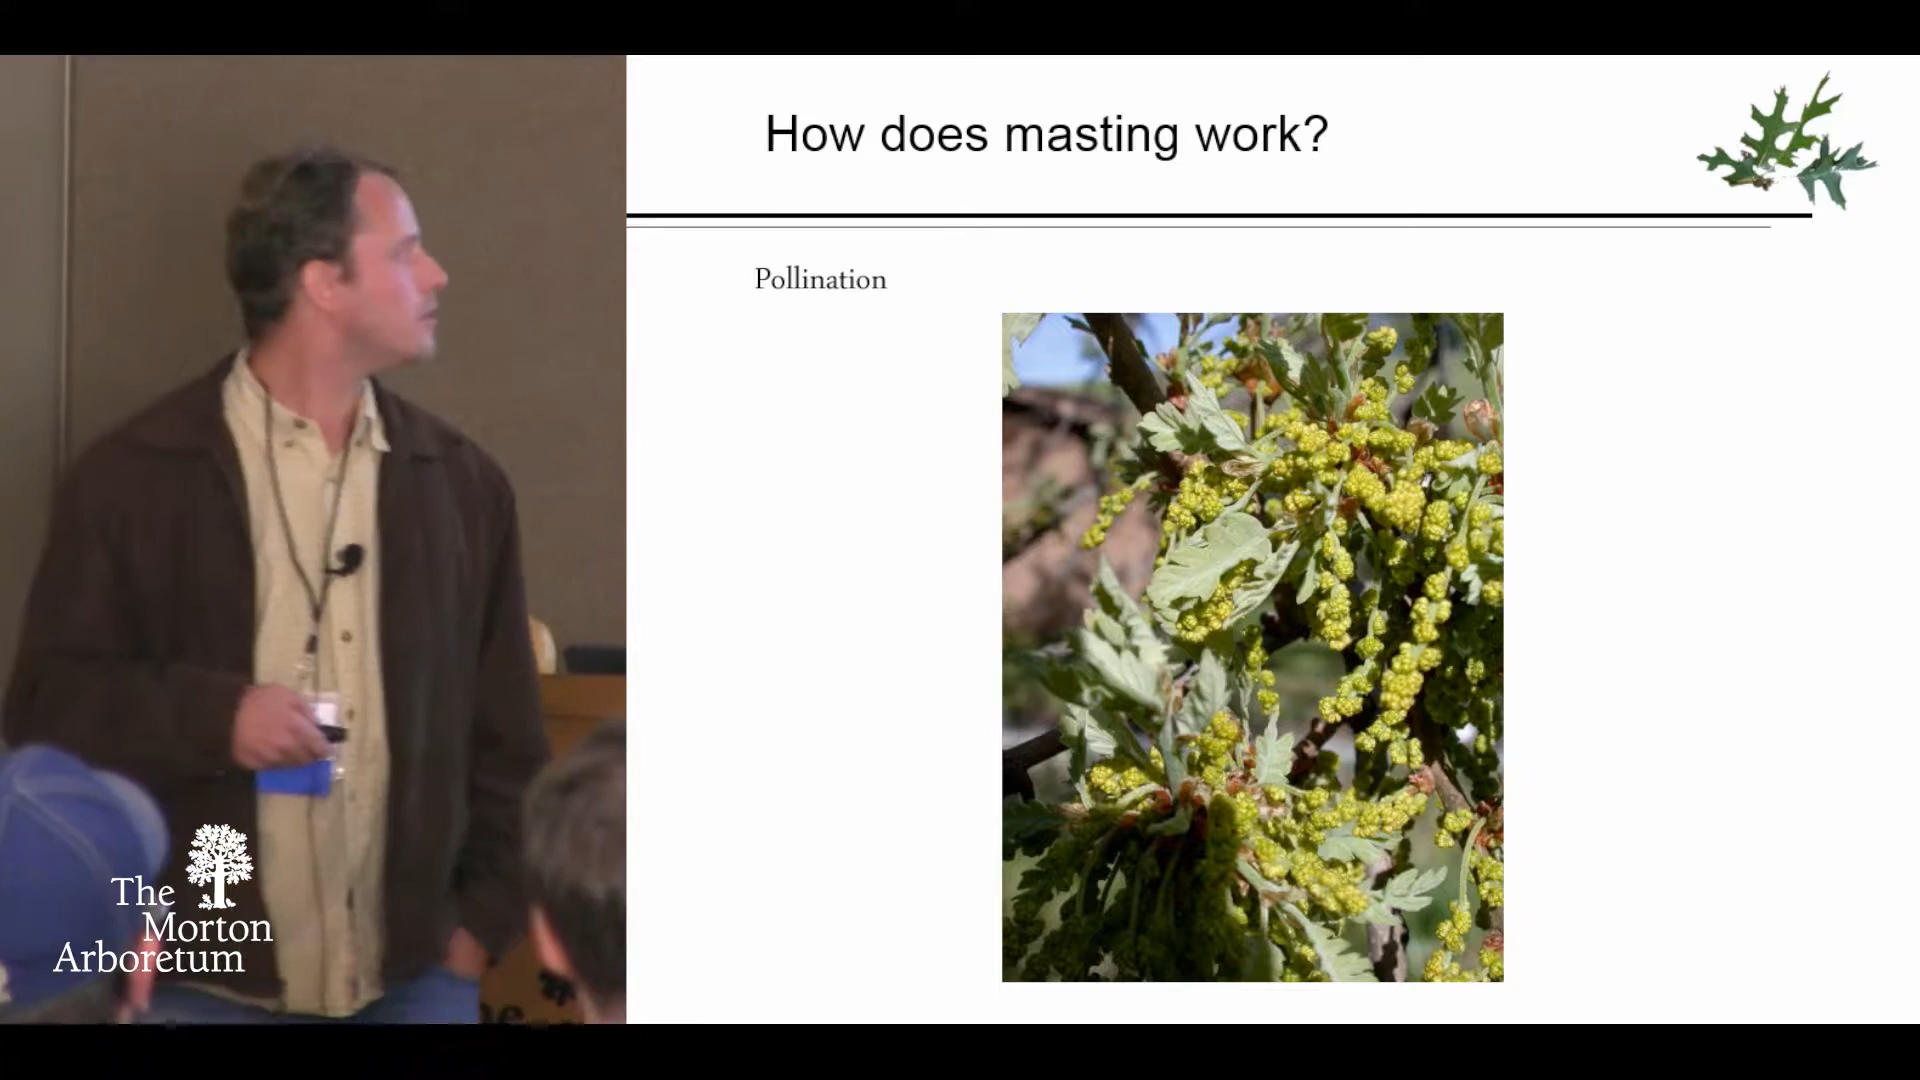 How does masting work?
Pollination
The
Morton
Arboretum